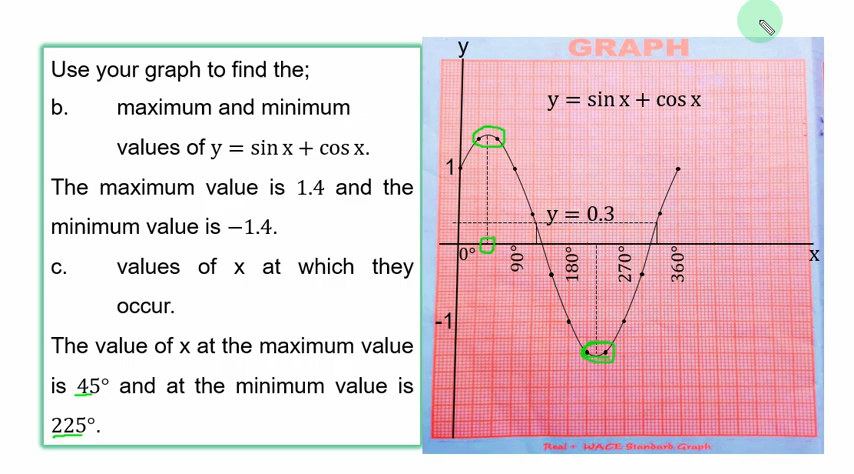 Use your graph to find the;
b. maximum and minimum
values of y = sin x + cos x.
The maximum value is 1.4 and the
minimum value is −1.4.
c. values of x at which they
occur.
The value of x at the maximum value
is 45° and at the minimum value is
225°.
GRAPH
y
y = sin x + cos x
1
y = 0.3
0° 90° 180° 270° 360° x
-1
Real + WACE Standard Graph